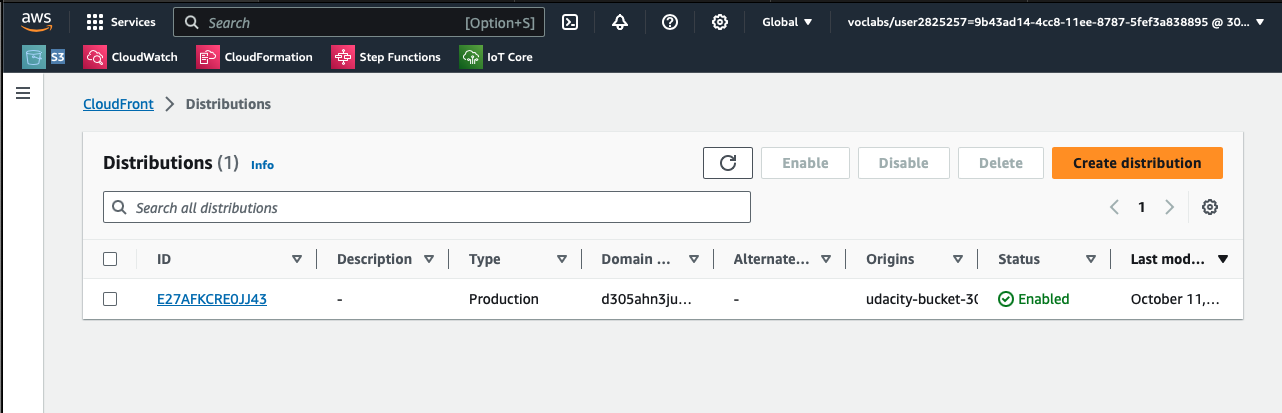 aws Services Search [Option+S] Global voclabs/user2825257=9b43ad14-4cc8-11ee-8787-5fef3a838895 @ 30...
S3 CloudWatch CloudFormation Step Functions IoT Core
CloudFront Distributions
Distributions (1) Info Enable Disable Delete Create distribution
Search all distributions 1
ID Description Type Domain ... Alternate... Origins Status Last mod...
E27AFKCRE0JJ43 - Production d305ahn3ju... - udacity-bucket-30 Enabled October 11,...